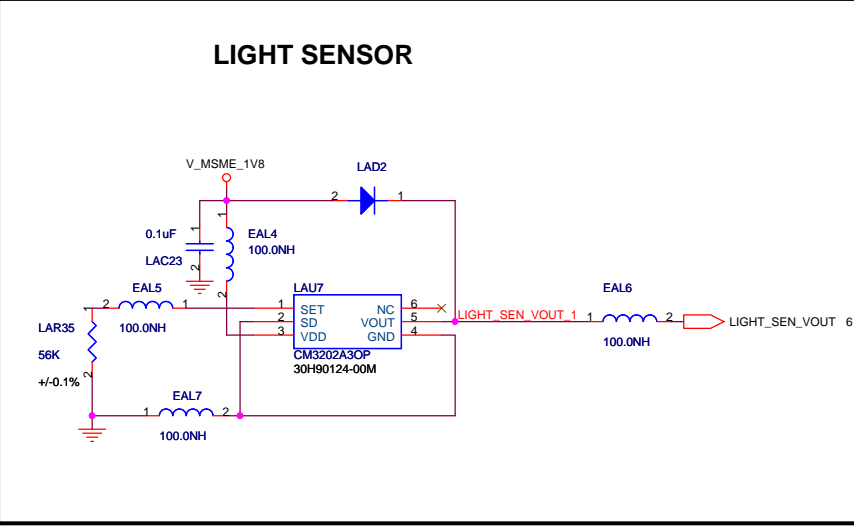 LIGHT SENSOR
V_MSME_1V8
LAD2
2 1
0.1uF
1
2
LAC23
1
EAL4
100.0NH
2
EAL5
2 1
100.0NH
1
LAR35
56K
+/-0.1%
2
LAU7
1 SET NC 6
2 SD VOUT 5
3 VDD GND 4
CM3202A3OP
30H90124-00M
LIGHT_SEN_VOUT_1
EAL6
1 2
100.0NH
LIGHT_SEN_VOUT 6
EAL7
1 2
100.0NH